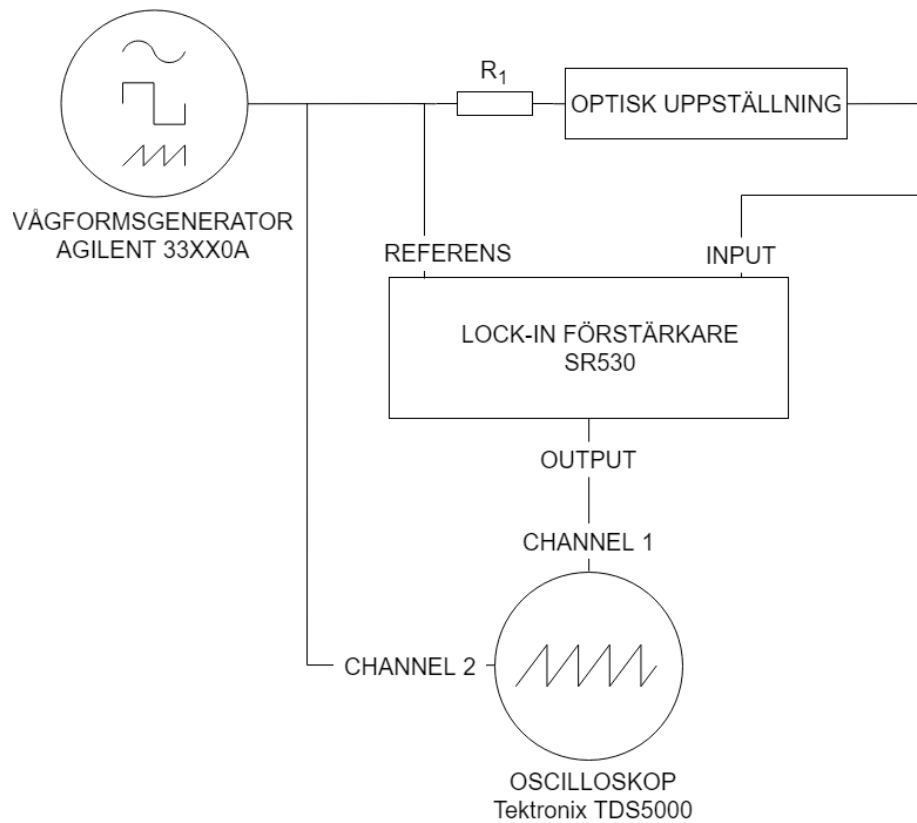 R1
OPTISK UPPSTÄLLNING
VÅGFORMSGENERATOR
AGILENT 33XX0A
REFERENS
INPUT
LOCK-IN FÖRSTÄRKARE
SR530
OUTPUT
CHANNEL 1
CHANNEL 2
OSCILLOSKOP
Tektronix TDS5000